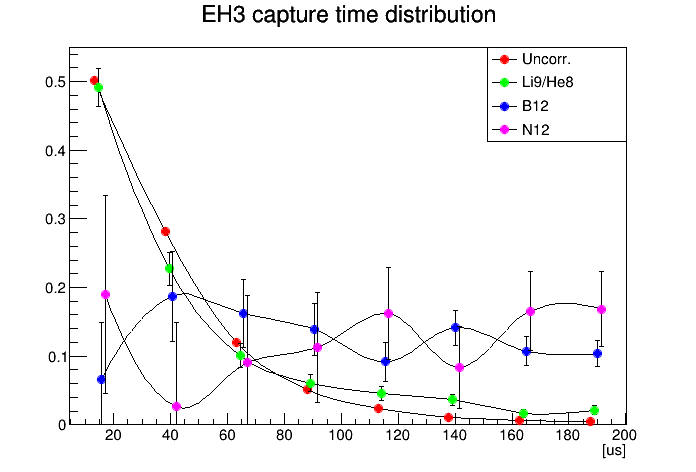 EH3 capture time distribution
Uncorr.
Li9/He8
B12
N12
0.5
0.4
0.3
0.2
0.1
0
20 40 60 80 100 120 140 160 180 200
[us]